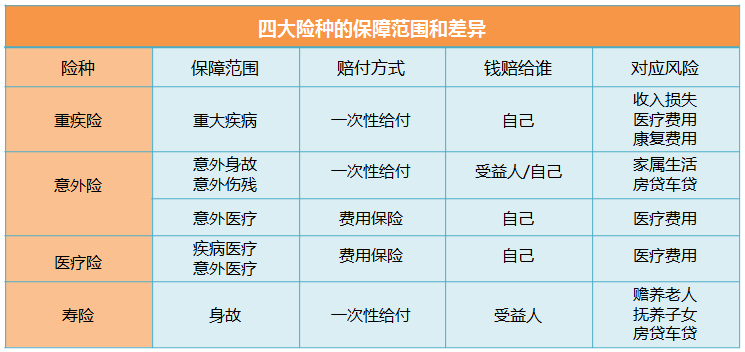 四大险种的保障范围和差异
险种 保障范围 赔付方式 钱赔给谁 对应风险
重疾险 重大疾病 一次性给付 自己 收入损失
医疗费用
康复费用
意外险 意外身故
意外伤残 一次性给付 受益人/自己 家属生活
房贷车贷
意外医疗 费用保险 自己 医疗费用
医疗险 疾病医疗
意外医疗 费用保险 自己 医疗费用
寿险 身故 一次性给付 受益人 赡养老人
抚养子女
房贷车贷